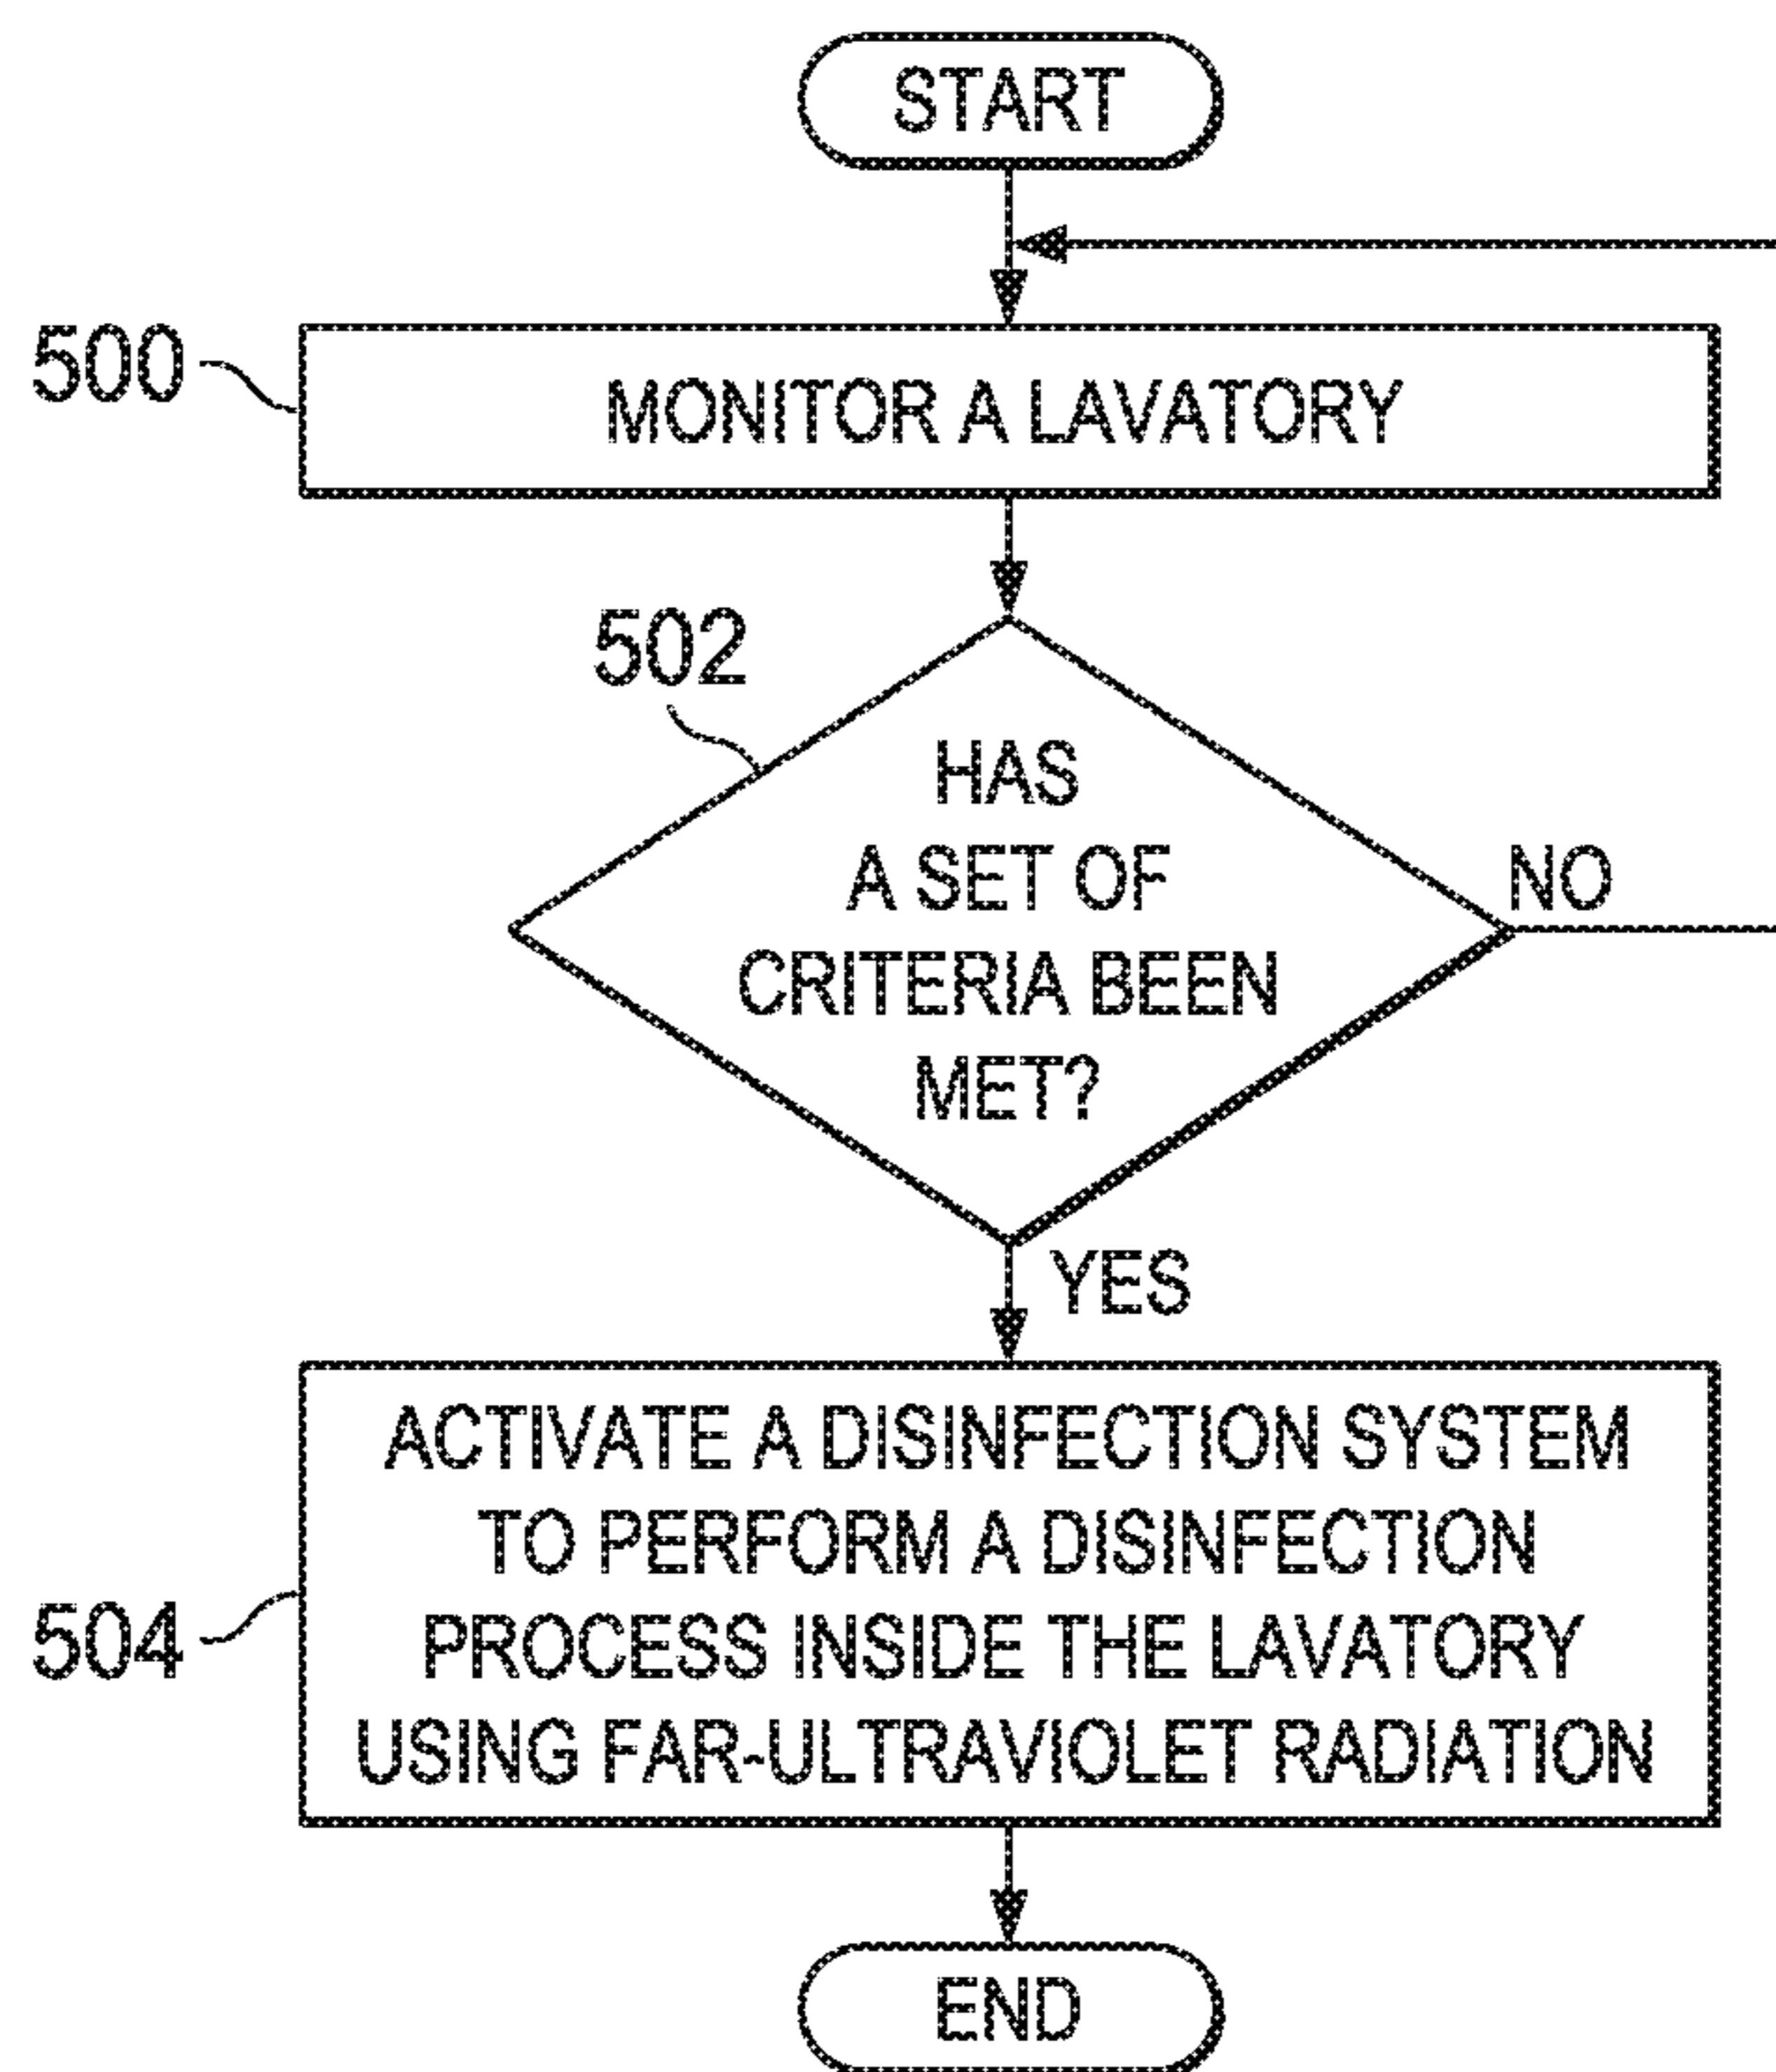 START
500
MONITOR A LAVATORY
502
HAS
A SET OF
CRITERIA BEEN
MET?
NO
YES
504
ACTIVATE A DISINFECTION SYSTEM
TO PERFORM A DISINFECTION
PROCESS INSIDE THE LAVATORY
USING FAR-ULTRAVIOLET RADIATION
END